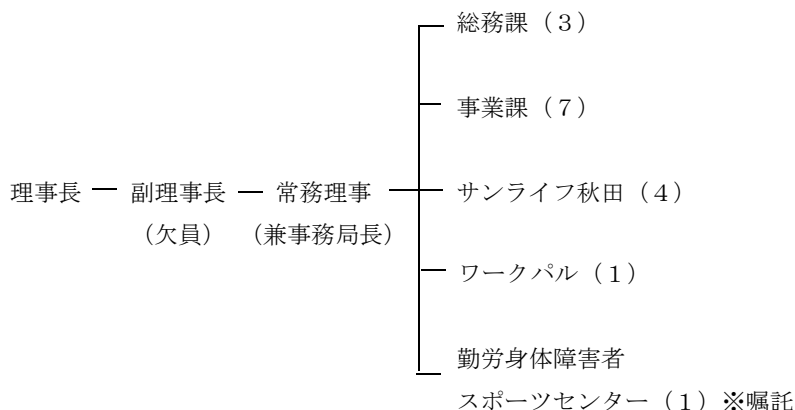 総務課（３）
事業課（７）
理事長 ー 副理事長 ー 常務理事 サンライフ秋田（４）
（欠員） （兼事務局長）
ワークパル（１）
勤労身体障害者
スポーツセンター（１）※嘱託